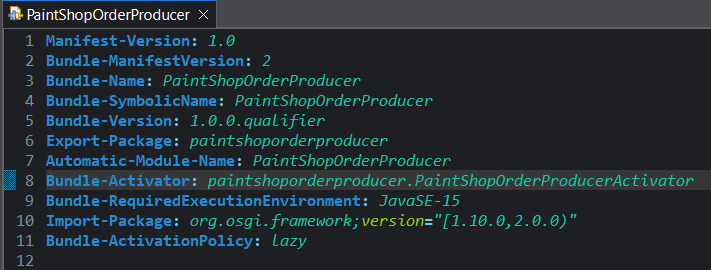 PaintShopOrderProducer
1 Manifest-Version: 1.0
2 Bundle-ManifestVersion: 2
3 Bundle-Name: PaintShopOrderProducer
4 Bundle-SymbolicName: PaintShopOrderProducer
5 Bundle-Version: 1.0.0.qualifier
6 Export-Package: paintshoporderproducer
7 Automatic-Module-Name: PaintShopOrderProducer
8 Bundle-Activator: paintshoporderproducer.PaintShopOrderProducerActivator
9 Bundle-RequiredExecutionEnvironment: JavaSE-15
10 Import-Package: org.osgi.framework;version="[1.10.0,2.0.0)"
11 Bundle-ActivationPolicy: lazy
12